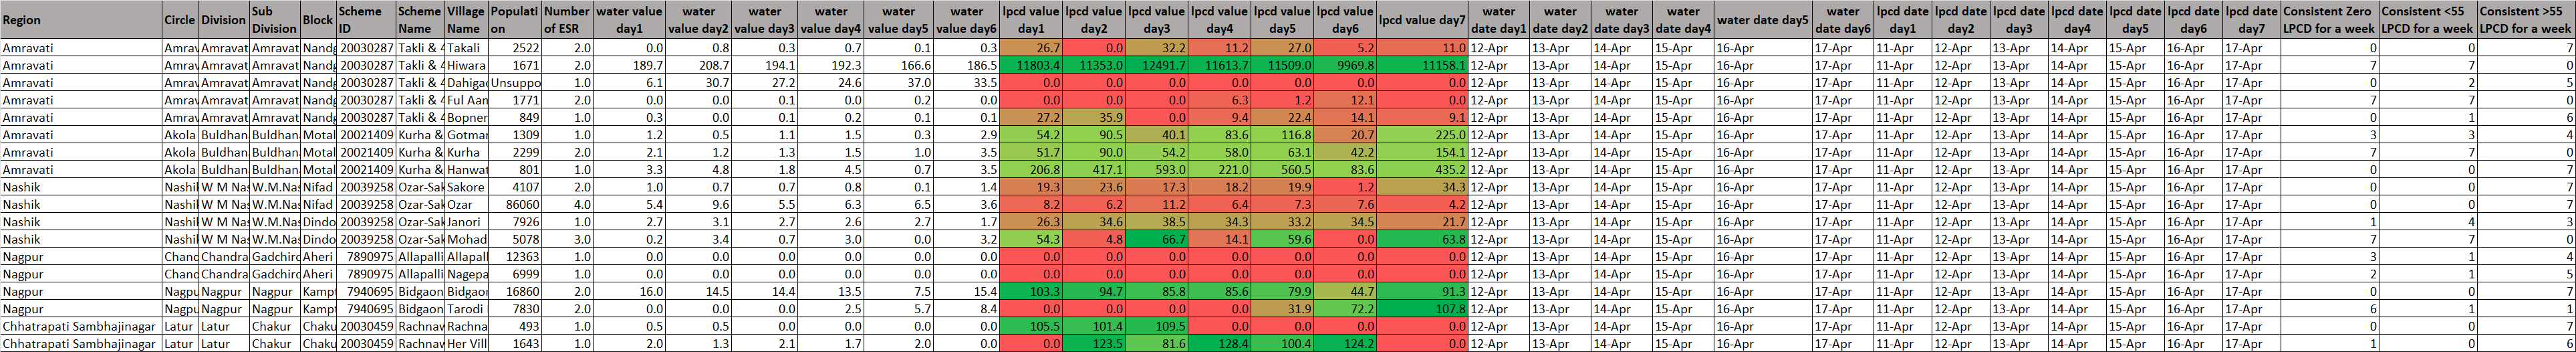 Region Circle Division Sub Division Block Scheme ID Scheme Name Village Name Populati on Number of ESR water value day1 water value day2 water value day3 water value day4 water value day5 water value day6 lpcd value day1 lpcd value day2 lpcd value day3 lpcd value day4 lpcd value day5 lpcd value day6 lpcd value day7 water date day1 water date day2 water date day3 water date day4 water date day5 water date day6 lpcd date day1 lpcd date day2 lpcd date day3 lpcd date day4 lpcd date day5 lpcd date day6 lpcd date day7 Consistent Zero LPCD for a week Consistent <55 LPCD for a week Consistent >55 LPCD for a week
Amravati Amrav Amravat Amravat Nandg 20030287 Takli & 4 Takali 2522 2.0 0.0 0.8 0.3 0.7 0.1 0.3 26.7 0.0 32.2 11.2 27.0 5.2 11.0 12-Apr 13-Apr 14-Apr 15-Apr 16-Apr 17-Apr 11-Apr 12-Apr 13-Apr 14-Apr 15-Apr 16-Apr 17-Apr 0 0 7
Amravati Amrav Amravat Amravat Nandg 20030287 Takli & 4 Hiwara 1671 2.0 189.7 208.7 194.1 192.3 166.6 186.5 11803.4 11353.0 12491.7 11613.7 11509.0 9969.8 11158.1 12-Apr 13-Apr 14-Apr 15-Apr 16-Apr 17-Apr 11-Apr 12-Apr 13-Apr 14-Apr 15-Apr 16-Apr 17-Apr 7 7 0
Amravati Amrav Amravat Amravat Nandg 20030287 Takli & 4 Dahigao Unsuppo 1.0 6.1 30.7 27.2 24.6 37.0 33.5 0.0 0.0 0.0 0.0 0.0 0.0 0.0 12-Apr 13-Apr 14-Apr 15-Apr 16-Apr 17-Apr 11-Apr 12-Apr 13-Apr 14-Apr 15-Apr 16-Apr 17-Apr 0 2 5
Amravati Amrav Amravat Amravat Nandg 20030287 Takli & 4 Ful Aam 1771 2.0 0.0 0.0 0.1 0.0 0.2 0.0 0.0 0.0 0.0 6.3 1.2 12.1 0.0 12-Apr 13-Apr 14-Apr 15-Apr 16-Apr 17-Apr 11-Apr 12-Apr 13-Apr 14-Apr 15-Apr 16-Apr 17-Apr 7 7 0
Amravati Amrav Amravat Amravat Nandg 20030287 Takli & 4 Bopner 849 1.0 0.3 0.0 0.1 0.2 0.1 0.1 27.2 35.9 0.0 9.4 22.4 14.1 9.1 12-Apr 13-Apr 14-Apr 15-Apr 16-Apr 17-Apr 11-Apr 12-Apr 13-Apr 14-Apr 15-Apr 16-Apr 17-Apr 0 1 6
Amravati Akola Buldhan Buldhan Motal 20021409 Kurha & Gotmar 1309 1.0 1.2 0.5 1.1 1.5 0.3 2.9 54.2 90.5 40.1 83.6 116.8 20.7 225.0 12-Apr 13-Apr 14-Apr 15-Apr 16-Apr 17-Apr 11-Apr 12-Apr 13-Apr 14-Apr 15-Apr 16-Apr 17-Apr 3 3 4
Amravati Akola Buldhan Buldhan Motal 20021409 Kurha & Kurha 2299 2.0 2.1 1.2 1.3 1.5 1.0 3.5 51.7 90.0 54.2 58.0 63.1 42.2 154.1 12-Apr 13-Apr 14-Apr 15-Apr 16-Apr 17-Apr 11-Apr 12-Apr 13-Apr 14-Apr 15-Apr 16-Apr 17-Apr 7 7 0
Amravati Akola Buldhan Buldhan Motal 20021409 Kurha & Hanwat 801 1.0 3.3 4.8 1.8 4.5 0.7 3.5 206.8 417.1 593.0 221.0 560.5 83.6 435.2 12-Apr 13-Apr 14-Apr 15-Apr 16-Apr 17-Apr 11-Apr 12-Apr 13-Apr 14-Apr 15-Apr 16-Apr 17-Apr 0 0 7
Nashik Nashik W M Nas W.M.Nas Nifad 20039258 Ozar-Sak Sakore 4107 2.0 1.0 0.7 0.7 0.8 0.1 1.4 19.3 23.6 17.3 18.2 19.9 1.2 34.3 12-Apr 13-Apr 14-Apr 15-Apr 16-Apr 17-Apr 11-Apr 12-Apr 13-Apr 14-Apr 15-Apr 16-Apr 17-Apr 0 0 7
Nashik Nashik W M Nas W.M.Nas Nifad 20039258 Ozar-Sak Ozar 86060 4.0 5.4 9.6 5.5 6.3 6.5 3.6 8.2 6.2 11.2 6.4 7.3 7.6 4.2 12-Apr 13-Apr 14-Apr 15-Apr 16-Apr 17-Apr 11-Apr 12-Apr 13-Apr 14-Apr 15-Apr 16-Apr 17-Apr 0 0 7
Nashik Nashik W M Nas W.M.Nas Dindo 20039258 Ozar-Sak Janori 7926 1.0 2.7 3.1 2.7 2.6 2.7 1.7 26.3 34.6 38.5 34.3 33.2 34.5 21.7 12-Apr 13-Apr 14-Apr 15-Apr 16-Apr 17-Apr 11-Apr 12-Apr 13-Apr 14-Apr 15-Apr 16-Apr 17-Apr 1 4 3
Nashik Nashik W M Nas W.M.Nas Dindo 20039258 Ozar-Sak Mohad 5078 3.0 0.2 3.4 0.7 3.0 0.0 3.2 54.3 4.8 66.7 14.1 59.6 0.0 63.8 12-Apr 13-Apr 14-Apr 15-Apr 16-Apr 17-Apr 11-Apr 12-Apr 13-Apr 14-Apr 15-Apr 16-Apr 17-Apr 7 7 0
Nagpur Chand Chandra Gadchiro Aheri 7890975 Allapalli Allapall 12363 1.0 0.0 0.0 0.0 0.0 0.0 0.0 0.0 0.0 0.0 0.0 0.0 0.0 0.0 12-Apr 13-Apr 14-Apr 15-Apr 16-Apr 17-Apr 11-Apr 12-Apr 13-Apr 14-Apr 15-Apr 16-Apr 17-Apr 3 1 4
Nagpur Chand Chandra Gadchiro Aheri 7890975 Allapalli Nagepa 6999 1.0 0.0 0.0 0.0 0.0 0.0 0.0 0.0 0.0 0.0 0.0 0.0 0.0 0.0 12-Apr 13-Apr 14-Apr 15-Apr 16-Apr 17-Apr 11-Apr 12-Apr 13-Apr 14-Apr 15-Apr 16-Apr 17-Apr 2 1 5
Nagpur Nagpu Nagpur Nagpur Kampt 7940695 Bidgaon Bidgaor 16860 2.0 16.0 14.5 14.4 13.5 7.5 15.4 103.3 94.7 85.8 85.6 79.9 44.7 91.3 12-Apr 13-Apr 14-Apr 15-Apr 16-Apr 17-Apr 11-Apr 12-Apr 13-Apr 14-Apr 15-Apr 16-Apr 17-Apr 0 0 7
Nagpur Nagpu Nagpur Nagpur Kampt 7940695 Bidgaon Tarodi 7830 2.0 0.0 0.0 0.0 2.5 5.7 8.4 0.0 0.0 0.0 0.0 31.9 72.2 107.8 12-Apr 13-Apr 14-Apr 15-Apr 16-Apr 17-Apr 11-Apr 12-Apr 13-Apr 14-Apr 15-Apr 16-Apr 17-Apr 6 1 1
Chhatrapati Sambhajinagar Latur Latur Chakur Chaku 20030459 Rachnaw Rachna 493 1.0 0.5 0.5 0.0 0.0 0.0 0.0 105.5 101.4 109.5 0.0 0.0 0.0 0.0 12-Apr 13-Apr 14-Apr 15-Apr 16-Apr 17-Apr 11-Apr 12-Apr 13-Apr 14-Apr 15-Apr 16-Apr 17-Apr 0 0 7
Chhatrapati Sambhajinagar Latur Latur Chakur Chaku 20030459 Rachnaw Her Vill 1643 1.0 2.0 1.3 2.1 1.7 2.0 0.0 0.0 123.5 81.6 128.4 100.4 124.2 0.0 12-Apr 13-Apr 14-Apr 15-Apr 16-Apr 17-Apr 11-Apr 12-Apr 13-Apr 14-Apr 15-Apr 16-Apr 17-Apr 1 0 6